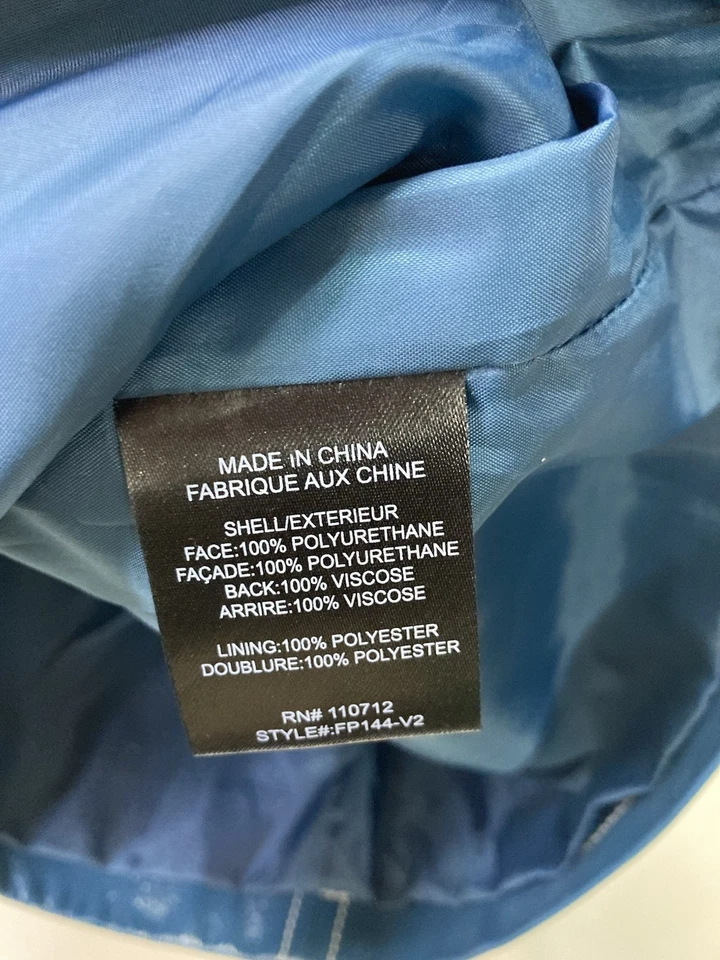 MADE IN CHINA
FABRIQUE AUX CHINE
SHELL/EXTERIEUR
FACE:100% POLYURETHANE
FAÇADE:100% POLYURETHANE
BACK:100% VISCOSE
ARRIRE:100% VISCOSE
LINING:100% POLYESTER
DOUBLURE:100% POLYESTER
RN# 110712
STYLE#:FP144-V2